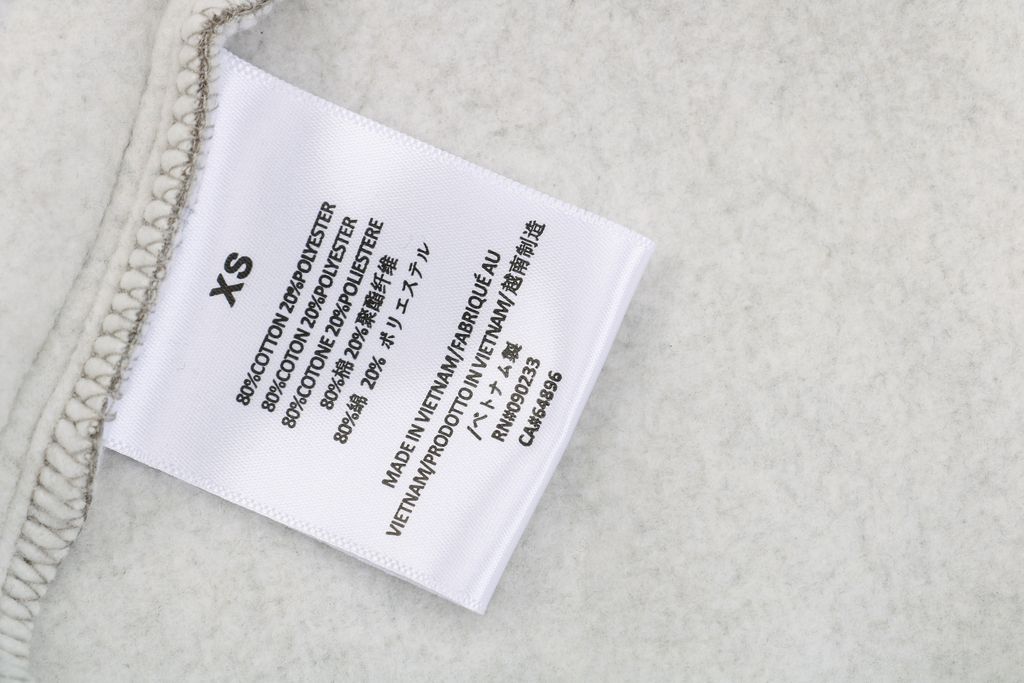 XS
80%COTTON 20%POLYESTER
80%COTON 20%POLYESTER
80%COTONE 20%POLIESTERE
80%棉 20%聚酯纤维
80%綿 20% ポリエステル
MADE IN VIETNAM/FABRIQUÉ AU
VIETNAM/PRODOTTO IN VIETNAM/越南制造
/ベトナム製
RN#090233
CA#64896